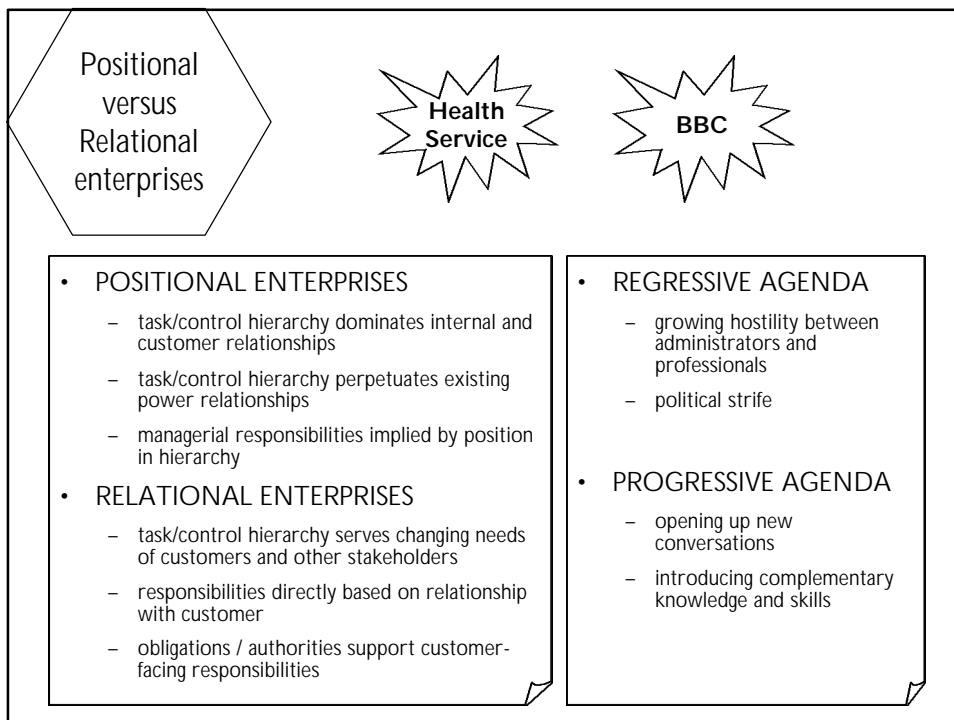 Positional
versus
Relational
enterprises
Health
Service
BBC
• POSITIONAL ENTERPRISES
– task/control hierarchy dominates internal and
customer relationships
– task/control hierarchy perpetuates existing
power relationships
– managerial responsibilities implied by position
in hierarchy
• RELATIONAL ENTERPRISES
– task/control hierarchy serves changing needs
of customers and other stakeholders
– responsibilities directly based on relationship
with customer
– obligations / authorities support customer-
facing responsibilities
• REGRESSIVE AGENDA
– growing hostility between
administrators and
professionals
– political strife
• PROGRESSIVE AGENDA
– opening up new
conversations
– introducing complementary
knowledge and skills